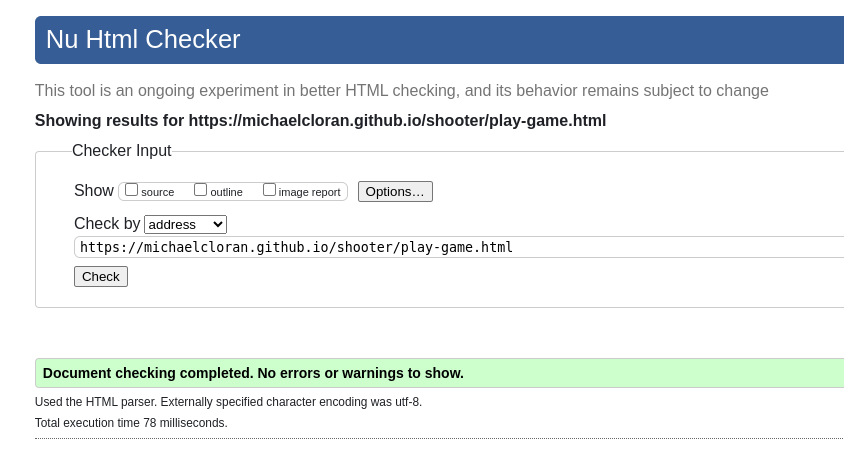 Nu Html Checker
This tool is an ongoing experiment in better HTML checking, and its behavior remains subject to change
Showing results for https://michaelcloran.github.io/shooter/play-game.html
Checker Input
Show source outline image report Options…
Check by address
https://michaelcloran.github.io/shooter/play-game.html
Check
Document checking completed. No errors or warnings to show.
Used the HTML parser. Externally specified character encoding was utf-8.
Total execution time 78 milliseconds.